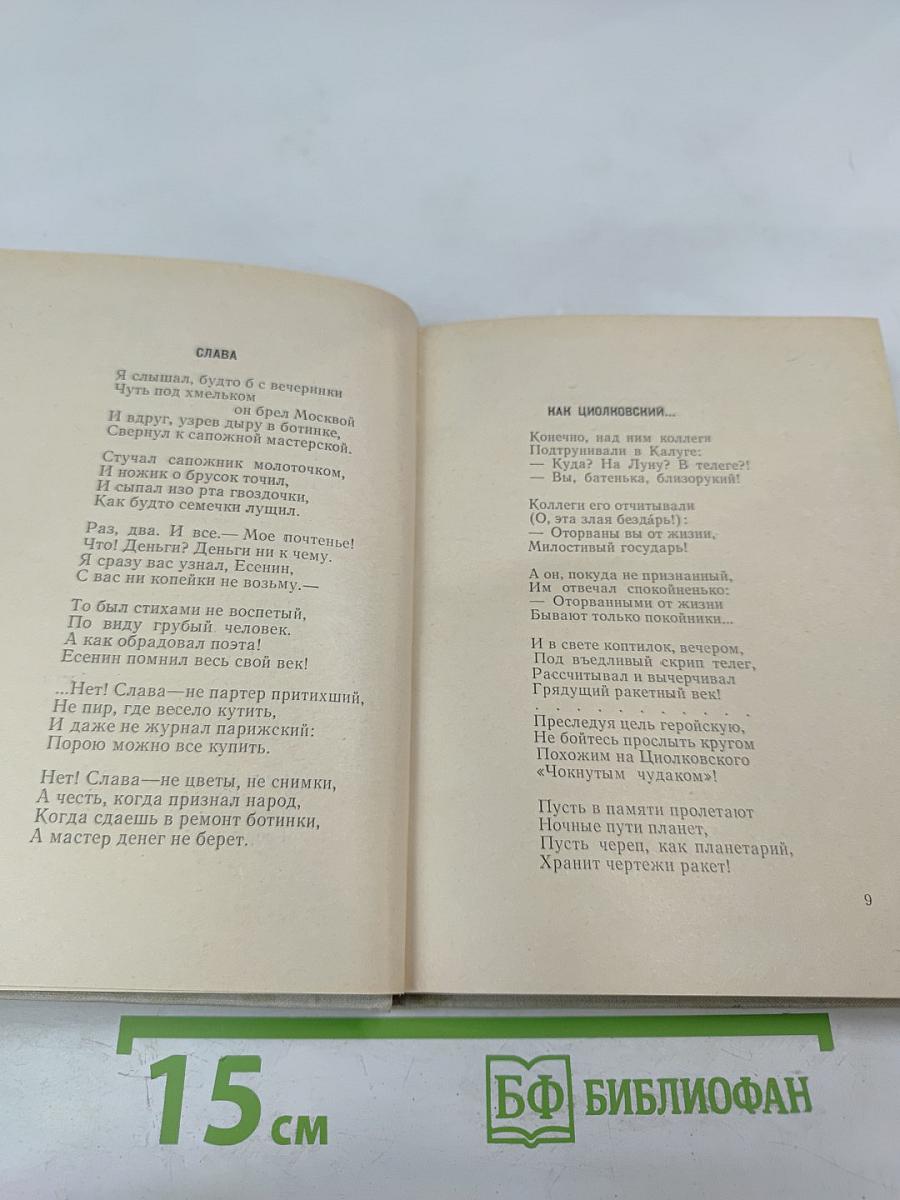 СЛАВА
Я слышал, будто б с вечеринки
Чуть под хмельком
он брел Москвой
И вдруг, узрев дыру в ботинке,
Свернул к сапожной мастерской.
Стучал сапожник молоточком,
И ножик о брусок точил,
И сыпал изо рта гвоздочки,
Как будто семечки лущил.
Раз, два. И все.— Мое почтенье!
Что! Деньги? Деньги ни к чему.
Я сразу вас узнал, Есенин,
С вас ни копейки не возьму.—
То был стихами не воспетый,
По виду грубый человек.
А как обрадовал поэта!
Есенин помнил весь свой век!
...Нет! Слава—не партер притихший,
Не пир, где весело кутить,
И даже не журнал парижский:
Порою можно все купить.
Нет! Слава—не цветы, не снимки,
А честь, когда признал народ,
Когда сдаешь в ремонт ботинки,
А мастер денег не берет.
КАК ЦИОЛКОВСКИЙ...
Конечно, над ним коллеги
Подтрунивали в Калуге:
— Куда? На Луну? В телеге?!
— Вы, батенька, близорукий!
Коллеги его отчитывали
(О, эта злая бездáрь!):
— Оторваны вы от жизни,
Милостивый государь!
А он, покуда не признанный,
Им отвечал спокойненько:
— Оторванными от жизни
Бывают только покойники...
И в свете коптилок, вечером,
Под въедливый скрип телег,
Рассчитывал и вычерчивал
Грядущий ракетный век!
. . . . . . . . . . .
Преследуя цель геройскую,
Не бойтесь прослыть кругом
Похожим на Циолковского
«Чокнутым чудаком»!
Пусть в памяти пролетают
Ночные пути планет,
Пусть череп, как планетарий,
Хранит чертежи ракет!
9
15 см
БФ БИБЛИОФАН